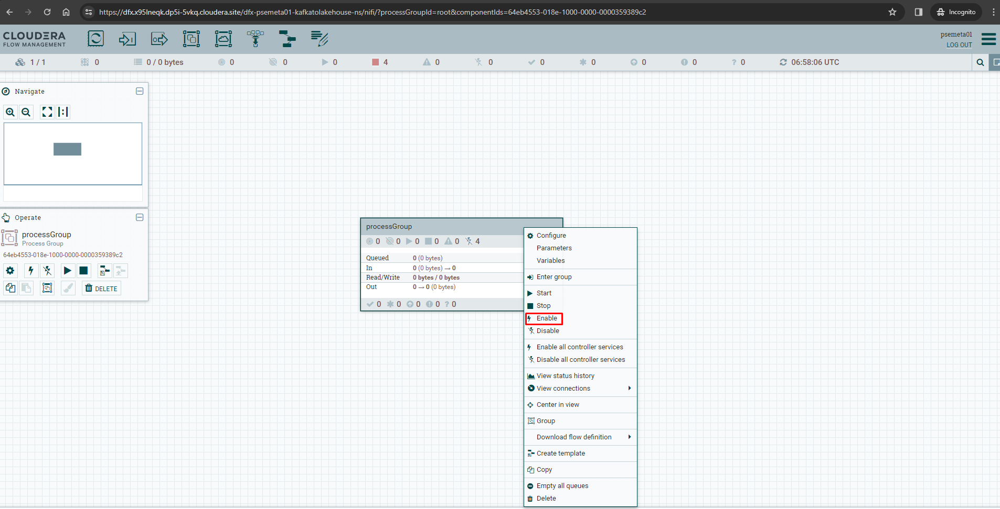 https://dfx.x95lneqk.dp5i-5vkq.cloudera.site/dfx-psemeta01-kafkatolakehouse-ns/nifi/?processGroupId=root&componentIds=64eb4553-018e-1000-0000-0000359389c2
Incognito
CLOUDERA
FLOW MANAGEMENT
psemeta01
LOG OUT
1 / 1 0 0 / 0 bytes 0 0 0 4 0 0 0 0 0 0 ? 0 06:58:06 UTC
Navigate
Operate
processGroup
Process Group
64eb4553-018e-1000-0000-0000359389c2
DELETE
processGroup
0 0 0 0 0 4
Queued 0 (0 bytes)
In 0 (0 bytes) → 0
Read/Write 0 bytes / 0 bytes
Out 0 → 0 (0 bytes)
0 0 0 0 ? 0
Configure
Parameters
Variables
Enter group
Start
Stop
Enable
Disable
Enable all controller services
Disable all controller services
View status history
View connections
Center in view
Group
Download flow definition
Create template
Copy
Empty all queues
Delete